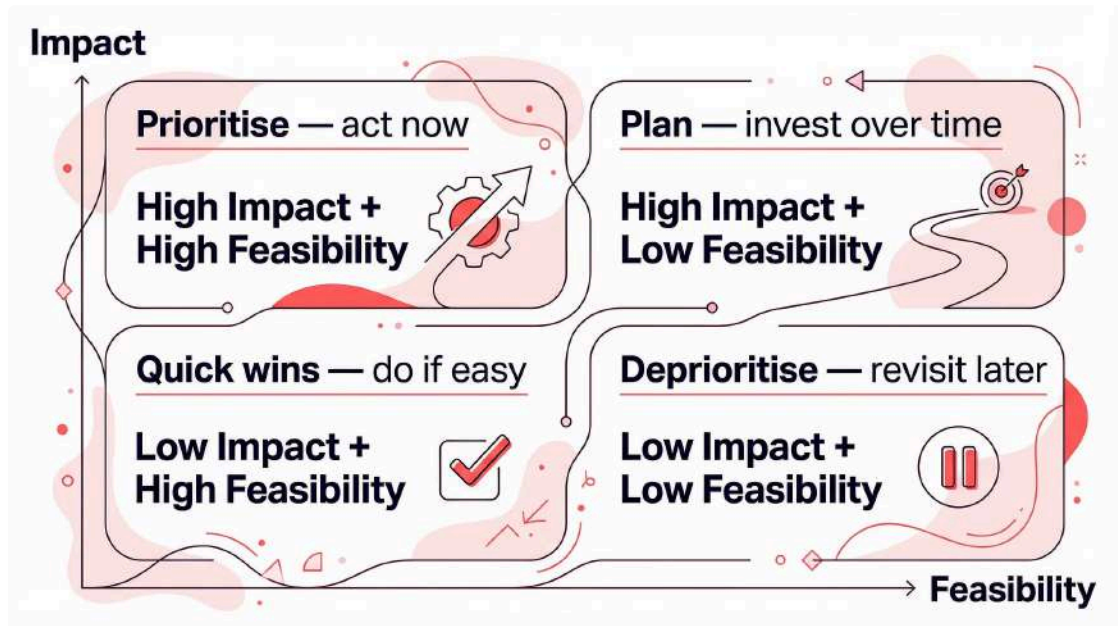 Impact
Prioritise — act now
High Impact +
High Feasibility
Plan — invest over time
High Impact +
Low Feasibility
Quick wins — do if easy
Low Impact +
High Feasibility
Deprioritise — revisit later
Low Impact +
Low Feasibility
Feasibility